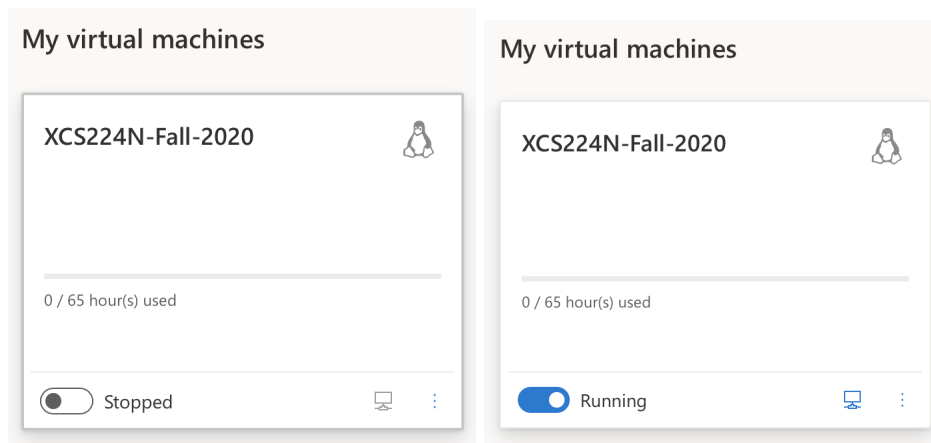 My virtual machines
XCS224N-Fall-2020
0 / 65 hour(s) used
Stopped
My virtual machines
XCS224N-Fall-2020
0 / 65 hour(s) used
Running